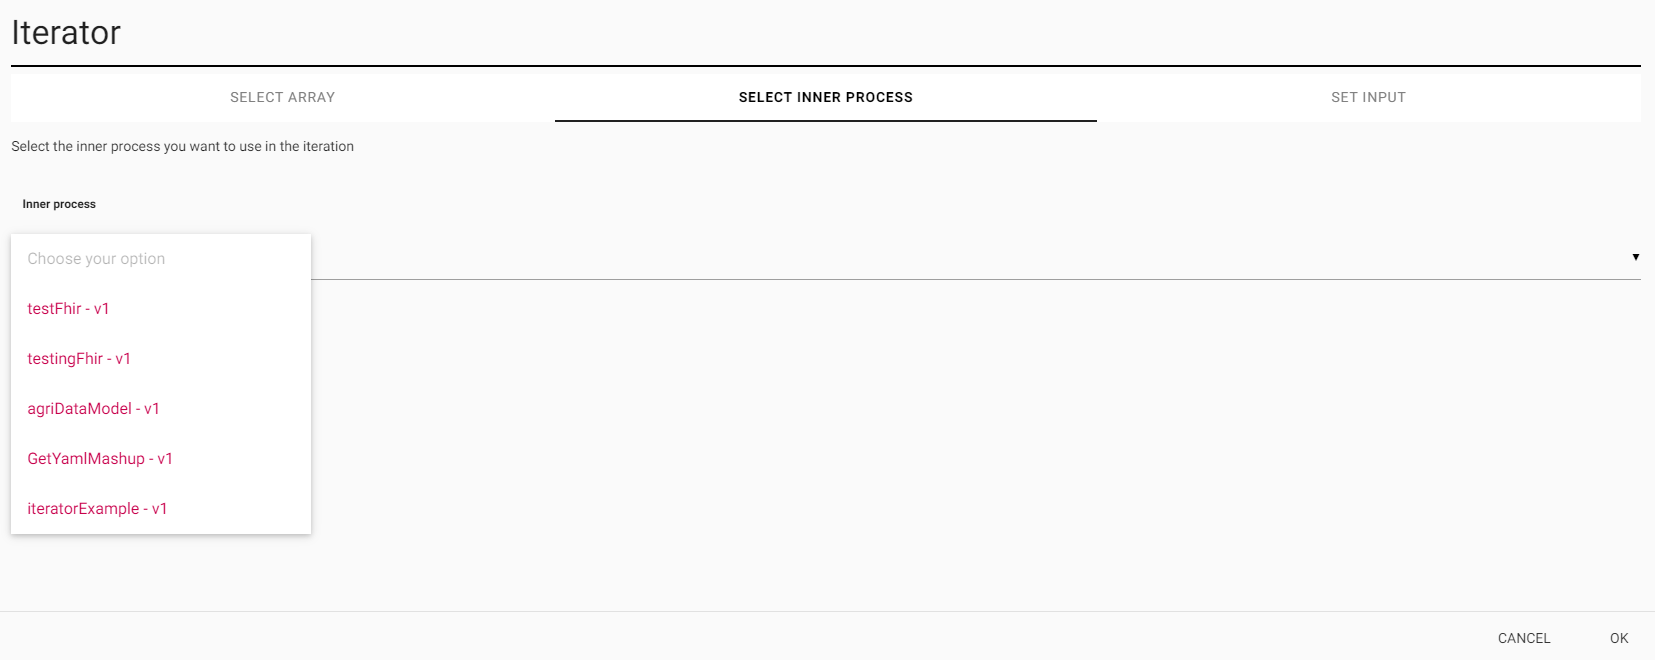 Iterator
SELECT ARRAY
SELECT INNER PROCESS
SET INPUT
Select the inner process you want to use in the iteration
Inner process
Choose your option
testFhir - v1
testingFhir - v1
agriDataModel - v1
GetYamlMashup - v1
iteratorExample - v1
CANCEL
OK